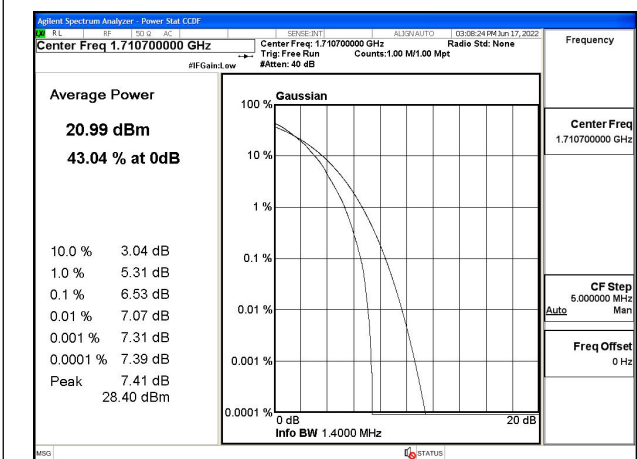 Agilent Spectrum Analyzer - Power Stat CCDF
RL RF 50 Ω AC SENSE:INT ALIGNAUTO 03:08:24 PM Jun 17, 2022
Center Freq 1.710700000 GHz
Center Freq: 1.710700000 GHz Radio Std: None
Trig: Free Run Counts:1.00 M/1.00 Mpt
#IFGain:Low #Atten: 40 dB
Frequency
Average Power
20.99 dBm
43.04 % at 0dB
10.0 % 3.04 dB
1.0 % 5.31 dB
0.1 % 6.53 dB
0.01 % 7.07 dB
0.001 % 7.31 dB
0.0001 % 7.39 dB
Peak 7.41 dB
28.40 dBm
Gaussian
100 %
10 %
1 %
0.1 %
0.01 %
0.001 %
0.0001 %
0 dB 20 dB
Info BW 1.4000 MHz
Center Freq
1.710700000 GHz
CF Step
5.000000 MHz
Auto Man
Freq Offset
0 Hz
MSG STATUS